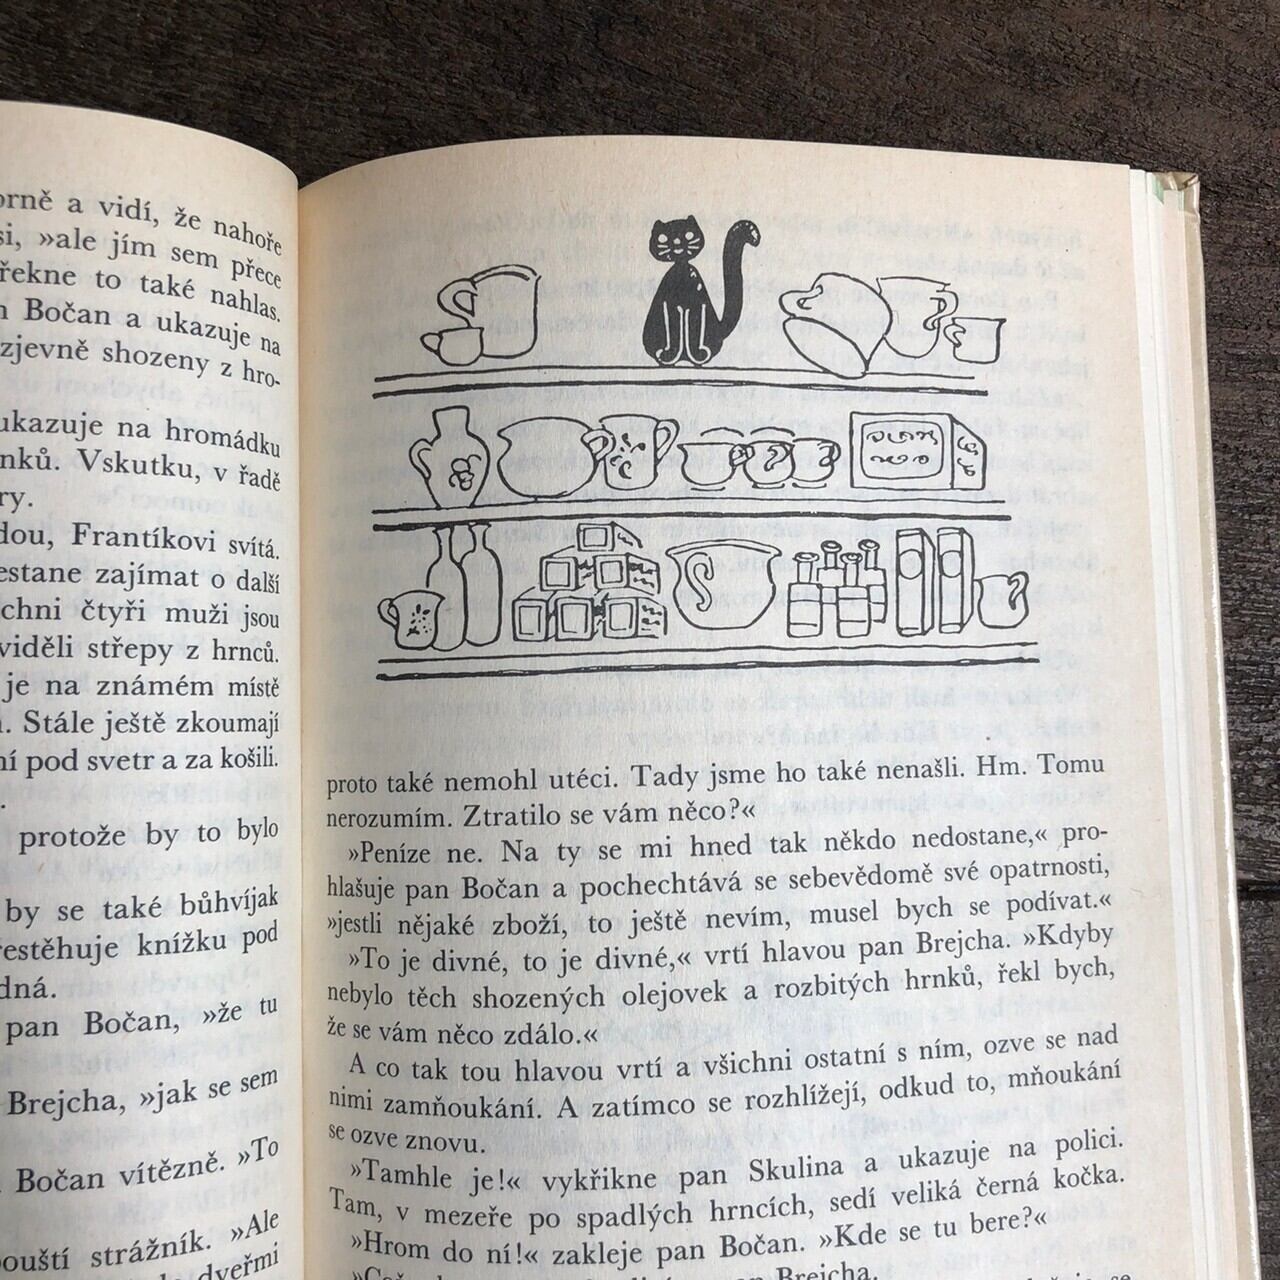 orně a vidí, že nahoře
si, »ale jím sem přece
řekne to také nahlas.
Bočan a ukazuje na
zjevně shozeny z hro-
ukazuje na hromádku
nků. Vskutku, v řadě
ry.
dou, Frantíkovi svítá.
estane zajímat o další
chni čtyři muži jsou
viděli střepy z hrnců.
je na známém místě
. Stále ještě zkoumají
ní pod svetr a za košili.
protože by to bylo
by se také bůhvíjak
řestěhuje knížku pod
dná.
pan Bočan, »že tu
Brejcha, »jak se sem
Bočan vítězně. »To
ouští strážník. »Ale
dveřmi
proto také nemohl utéci. Tady jsme ho také nenašli. Hm. Tomu
nerozumím. Ztratilo se vám něco?«
»Peníze ne. Na ty se mi hned tak někdo nedostane,« pro-
hlašuje pan Bočan a pochechtává se sebevědomě své opatrnosti,
»jestli nějaké zboží, to ještě nevím, musel bych se podívat.«
»To je divné, to je divné,« vrtí hlavou pan Brejcha. »Kdyby
nebylo těch shozených olejovek a rozbitých hrnků, řekl bych,
že se vám něco zdálo.«
A co tak tou hlavou vrtí a všichni ostatní s ním, ozve se nad
nimi zamňoukání. A zatímco se rozhlížejí, odkud to, mňoukání
se ozve znovu.
»Tamhle je!« vykřikne pan Skulina a ukazuje na polici.
Tam, v mezeře po spadlých hrncích, sedí veliká černá kočka.
»Hrom do ní!« zakleje pan Bočan. »Kde se tu bere?«
Brejcha.